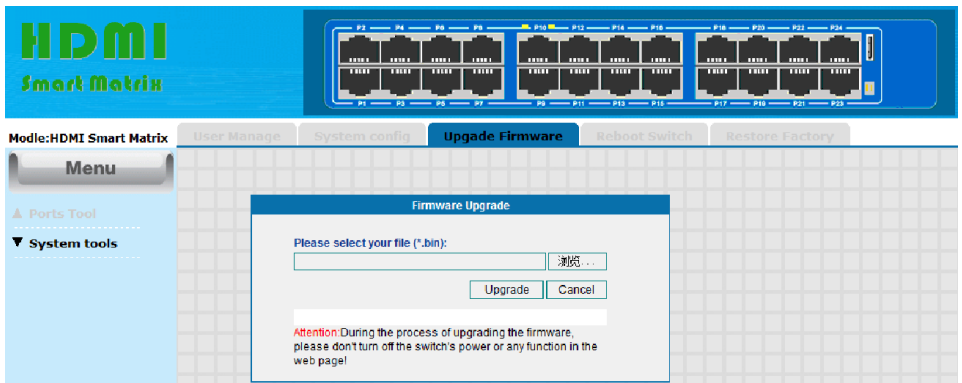 HDMI
Smart Matrix
P2 P4 P6 P8 P10 P12 P14 P16 P18 P20 P22 P24
P1 P3 P5 P7 P9 P11 P13 P15 P17 P19 P21 P23
Modle:HDMI Smart Matrix
User Manage System config Upgade Firmware Reboot Switch Restore Factory
Menu
▲ Ports Tool
▼ System tools
Firmware Upgrade
Please select your file (*.bin):
浏览...
Upgrade Cancel
Attention:During the process of upgrading the firmware,
please don't turn off the switch's power or any function in the
web page!